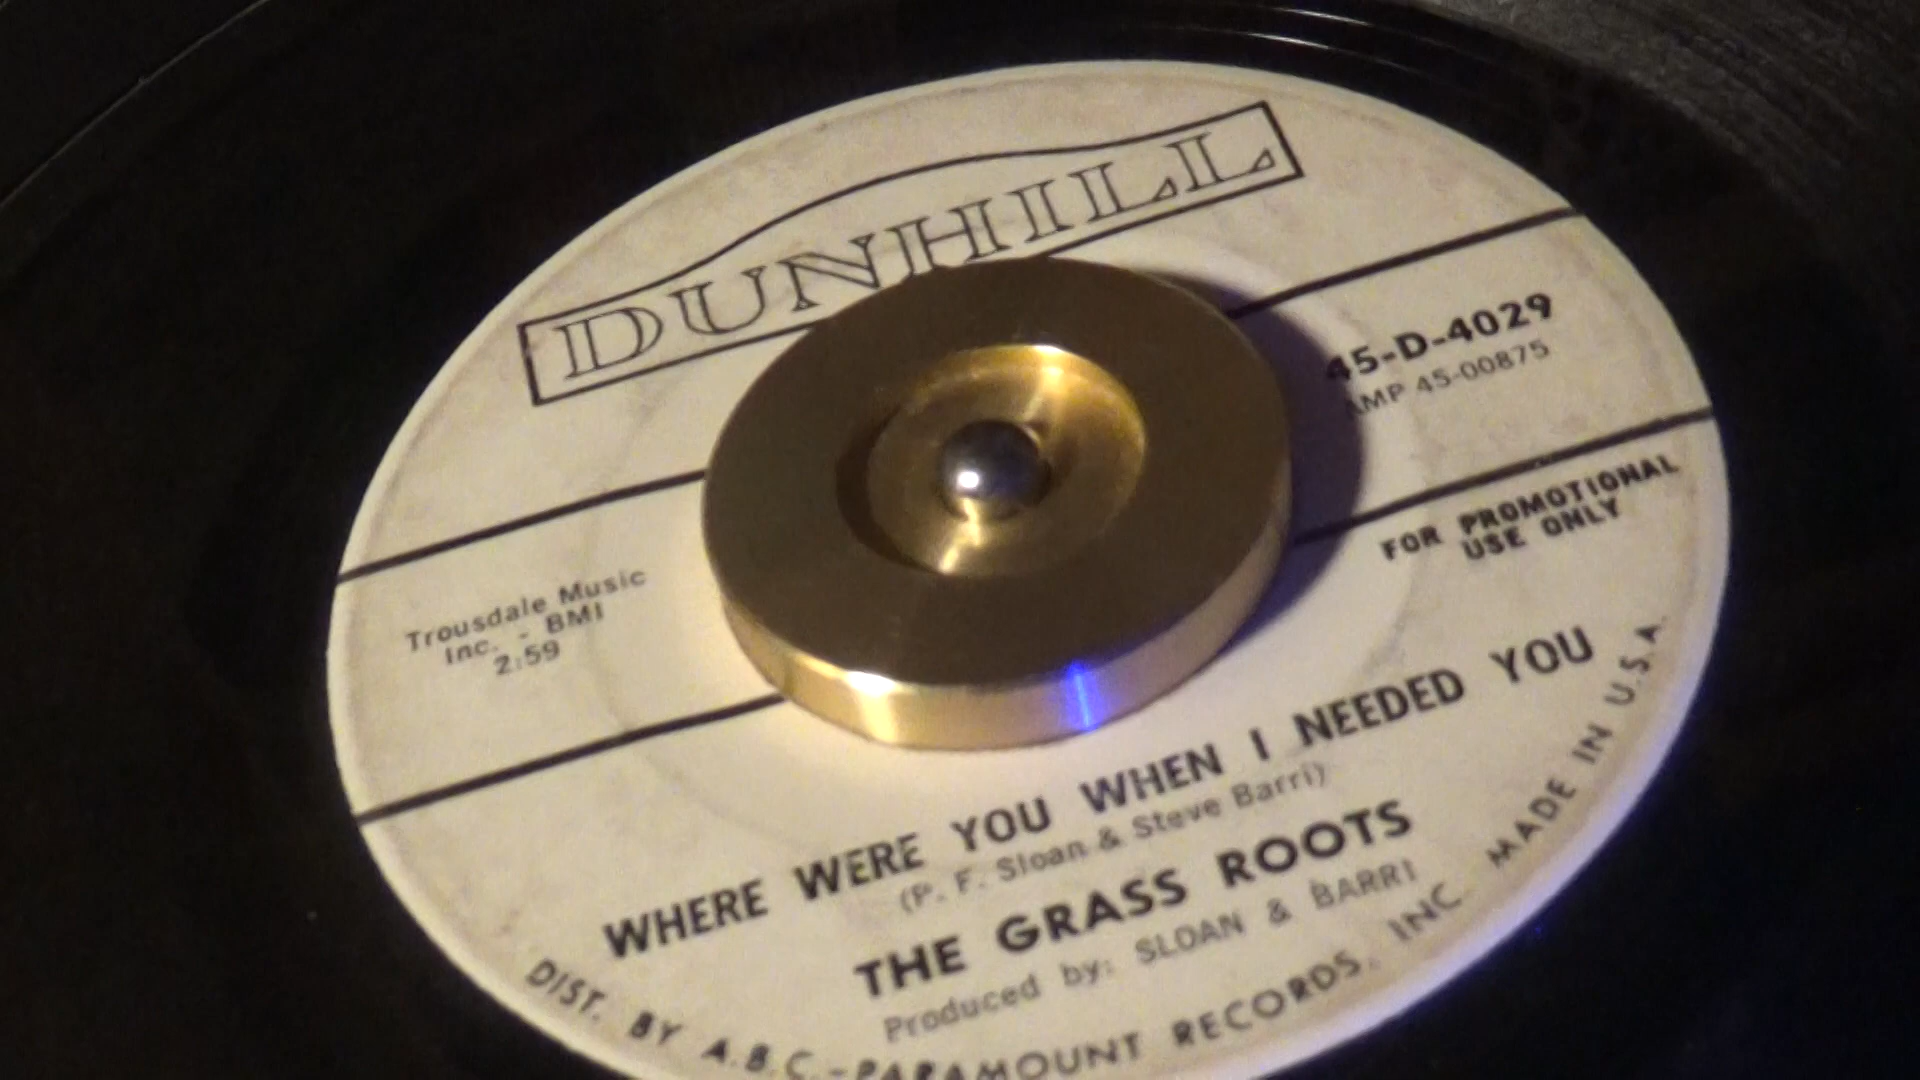 DUNHILL
45-D-4029
AMP 45-00875
FOR PROMOTIONAL
USE ONLY
Trousdale Music
Inc. - BMI
2:59
WHERE WERE YOU WHEN I NEEDED YOU
(P. F. Sloan & Steve Barri)
THE GRASS ROOTS
Produced by: SLOAN & BARRI
DIST. BY A.B.C.-PARAMOUNT RECORDS, INC. MADE IN U.S.A.